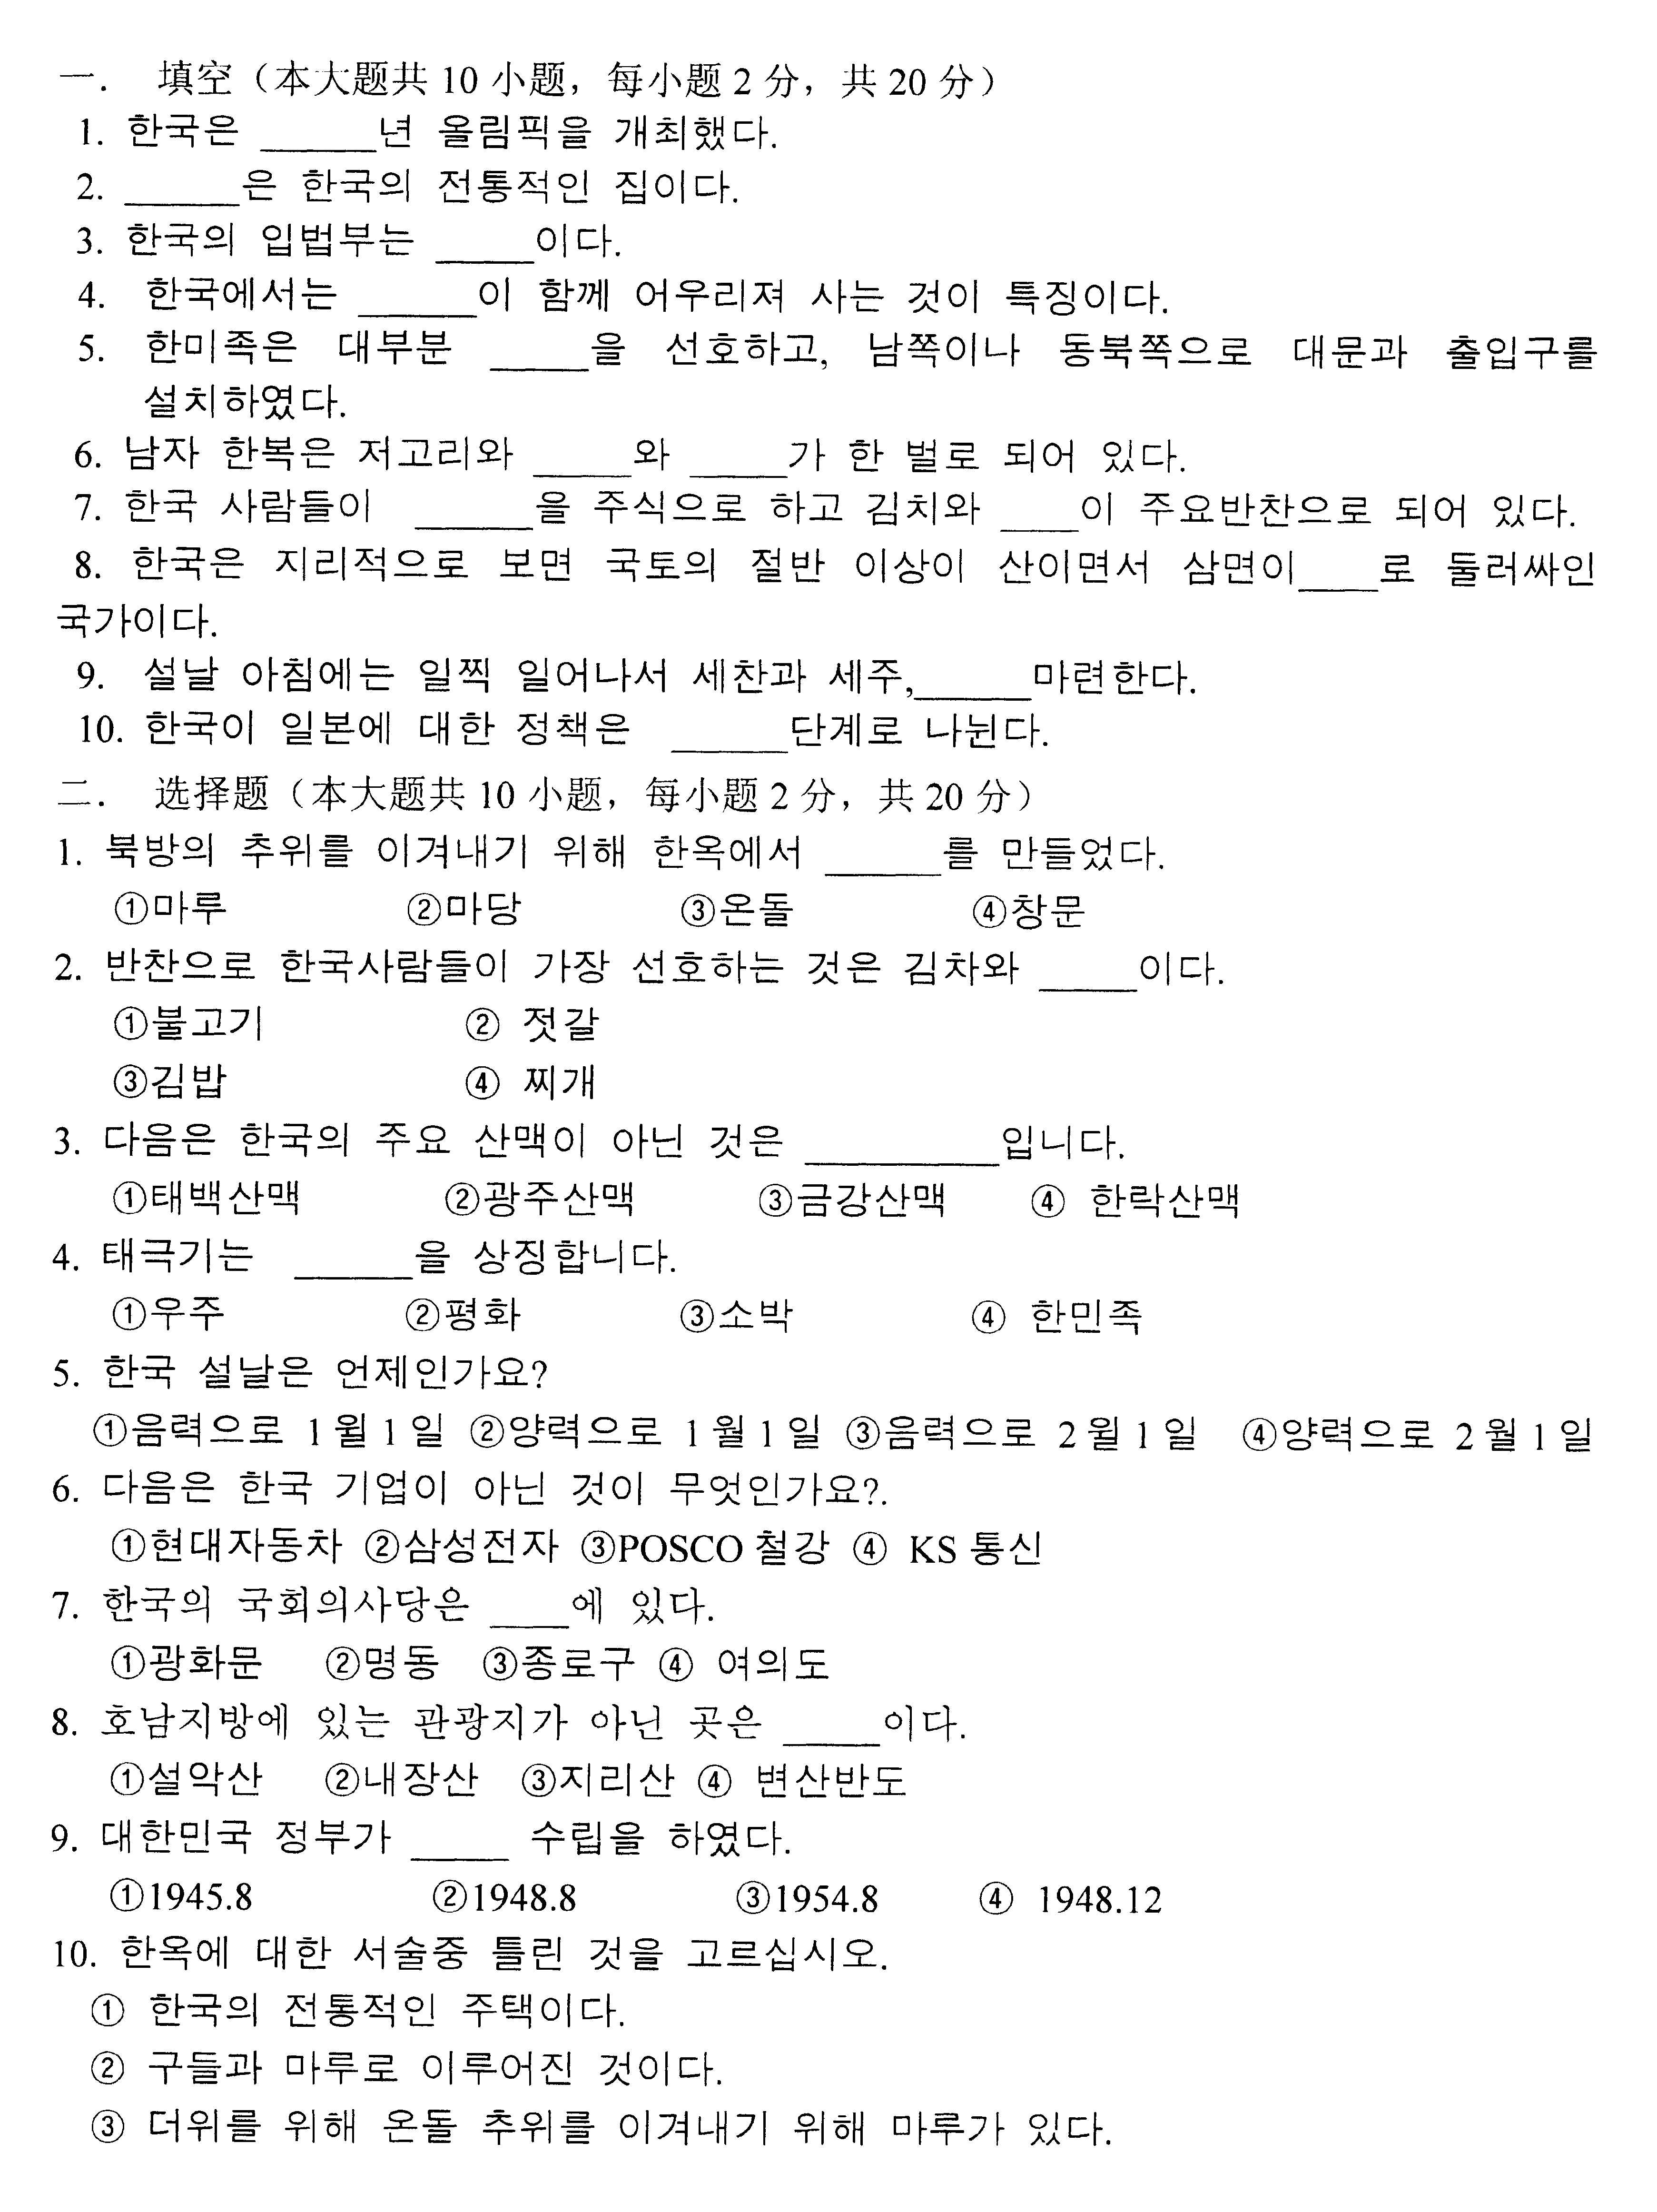 一． 填空（本大题共 10 小题，每小题 2 分，共 20 分）
1. 한국은 ______년 올림픽을 개최했다.
2. ______은 한국의 전통적인 집이다.
3. 한국의 입법부는 _____이다.
4. 한국에서는 ______이 함께 어우리져 사는 것이 특징이다.
5. 한미족은 대부분 _____을 선호하고, 남쪽이나 동북쪽으로 대문과 출입구를
설치하였다.
6. 남자 한복은 저고리와 _____와 _____가 한 벌로 되어 있다.
7. 한국 사람들이 ______을 주식으로 하고 김치와 ____이 주요반찬으로 되어 있다.
8. 한국은 지리적으로 보면 국토의 절반 이상이 산이면서 삼면이____로 둘러싸인
국가이다.
9. 설날 아침에는 일찍 일어나서 세찬과 세주,______마련한다.
10. 한국이 일본에 대한 정책은 ______단계로 나뉜다.
二． 选择题（本大题共 10 小题，每小题 2 分，共 20 分）
1. 북방의 추위를 이겨내기 위해 한옥에서 ______를 만들었다.
①마루 ②마당 ③온돌 ④창문
2. 반찬으로 한국사람들이 가장 선호하는 것은 김차와 _____이다.
①불고기 ② 젓갈
③김밥 ④ 찌개
3. 다음은 한국의 주요 산맥이 아닌 것은 __________입니다.
①태백산맥 ②광주산맥 ③금강산맥 ④ 한락산맥
4. 태극기는 ______을 상징합니다.
①우주 ②평화 ③소박 ④ 한민족
5. 한국 설날은 언제인가요?
①음력으로 1 월 1 일 ②양력으로 1 월 1 일 ③음력으로 2 월 1 일 ④양력으로 2 월 1 일
6. 다음은 한국 기업이 아닌 것이 무엇인가요?.
①현대자동차 ②삼성전자 ③POSCO 철강 ④ KS 통신
7. 한국의 국회의사당은 ____에 있다.
①광화문 ②명동 ③종로구 ④ 여의도
8. 호남지방에 있는 관광지가 아닌 곳은 _____이다.
①설악산 ②내장산 ③지리산 ④ 변산반도
9. 대한민국 정부가 _____ 수립을 하였다.
①1945.8 ②1948.8 ③1954.8 ④ 1948.12
10. 한옥에 대한 서술중 틀린 것을 고르십시오.
① 한국의 전통적인 주택이다.
② 구들과 마루로 이루어진 것이다.
③ 더위를 위해 온돌 추위를 이겨내기 위해 마루가 있다.